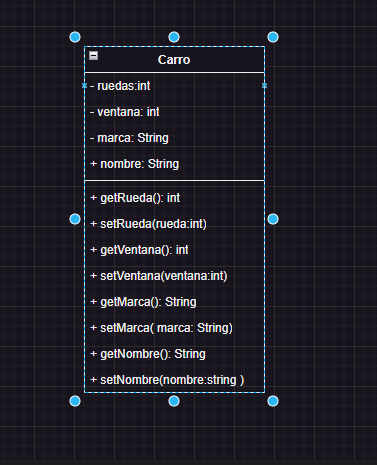 Carro
- ruedas:int
- ventana: int
- marca: String
+ nombre: String
+ getRueda(): int
+ setRueda(rueda:int)
+ getVentana(): int
+ setVentana(ventana:int)
+ getMarca(): String
+ setMarca( marca: String)
+ getNombre(): String
+ setNombre(nombre:string )